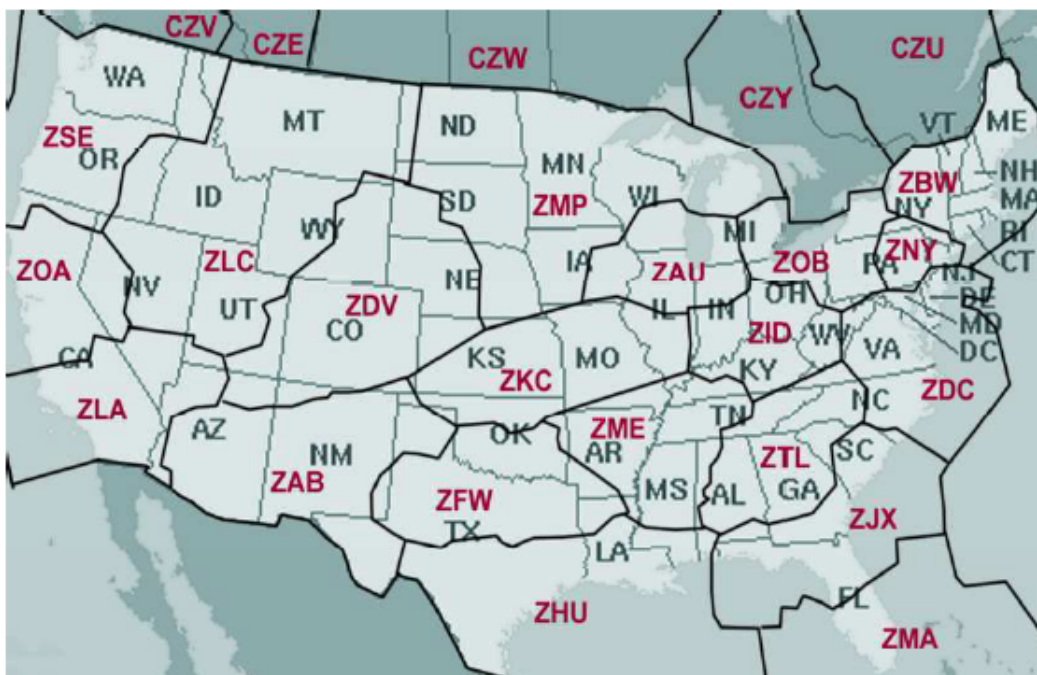 CZV
CZE
CZW
CZU
CZY
WA
MT
ND
VT
ME
ZSE
OR
MN
NH
ID
SD
ZMP
WI
ZBW
MA
NY
WY
MI
RI
ZOA
ZLC
IA
ZAU
ZOB
PA
ZNY
NJ
CT
NV
NE
OH
DE
UT
ZDV
IL
IN
MD
CO
ZID
WV
DC
CA
KS
MO
VA
ZKC
KY
ZLA
NC
ZDC
AZ
TN
ZME
OK
AR
SC
NM
ZTL
ZAB
MS
AL
GA
ZFW
TX
ZJX
LA
FL
ZHU
ZMA